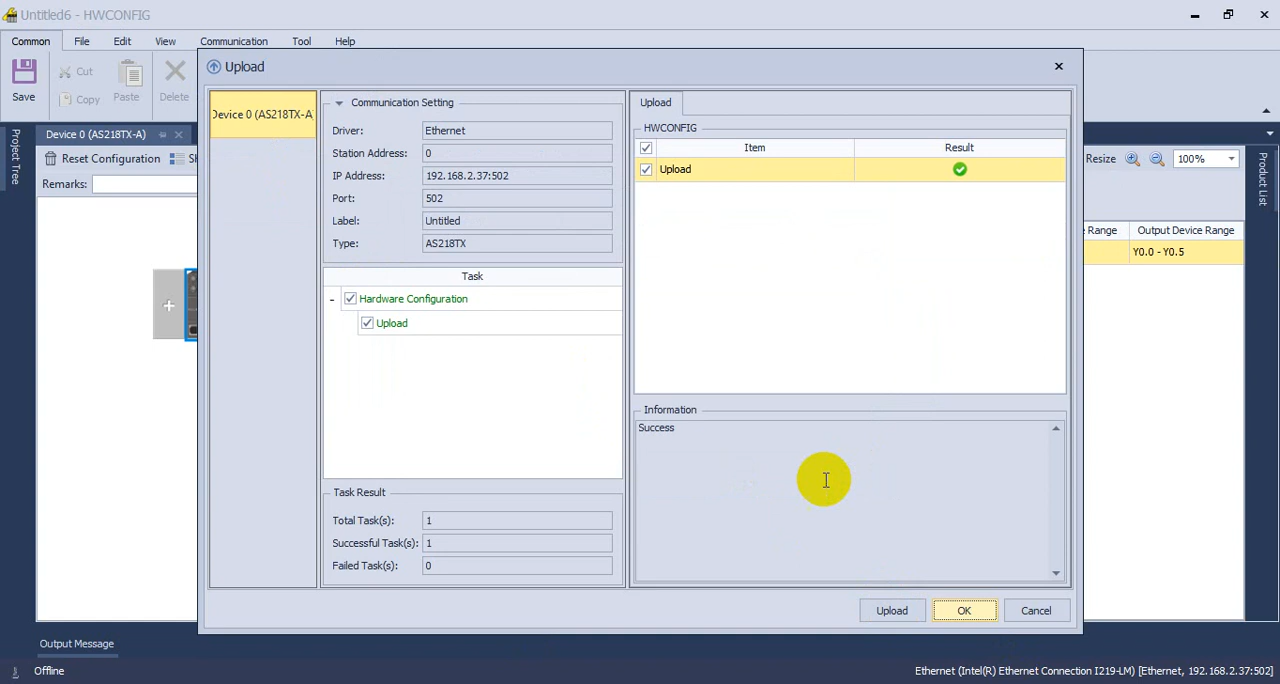 Untitled6 - HWCONFIG
Common File Edit View Communication Tool Help
Save
Cut
Copy
Paste
Delete
Project Tree
Device 0 (AS218TX-A)
Reset Configuration
Remarks:
Resize 100%
Product List
Output Device Range
Y0.0 - Y0.5
Upload
Device 0 (AS218TX-A
Communication Setting
Driver: Ethernet
Station Address: 0
IP Address: 192.168.2.37:502
Port: 502
Label: Untitled
Type: AS218TX
Task
Hardware Configuration
Upload
Task Result
Total Task(s): 1
Successful Task(s): 1
Failed Task(s): 0
Upload
HWCONFIG
Item Result
Upload
Information
Success
Upload OK Cancel
Output Message
Offline
Ethernet (Intel(R) Ethernet Connection I219-LM) [Ethernet, 192.168.2.37:502]